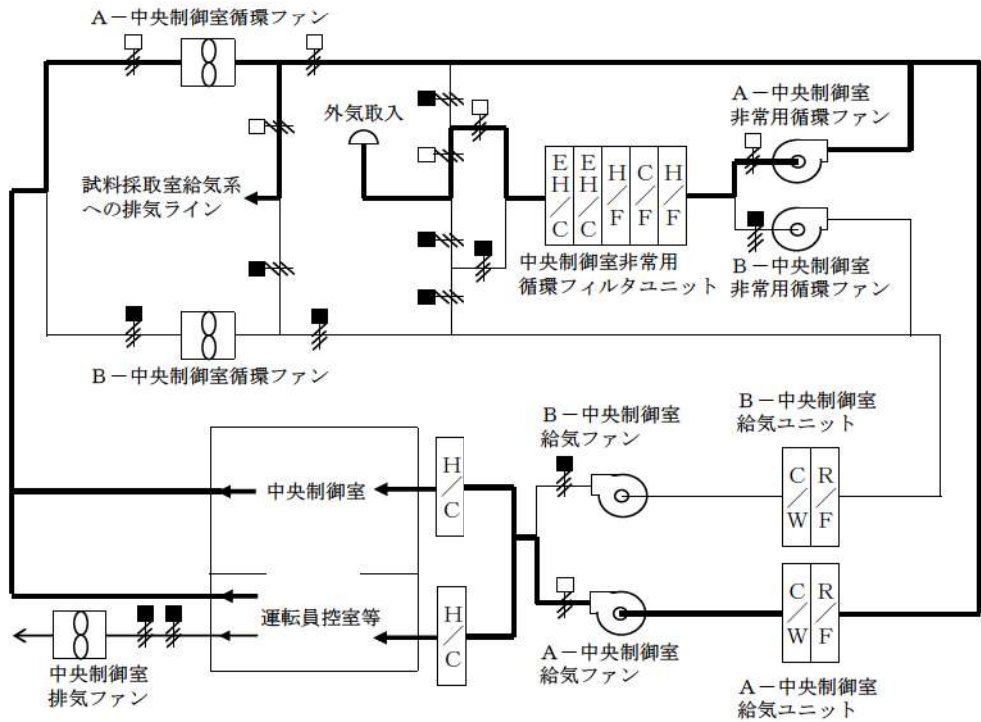 A－中央制御室循環ファン
外気取入
A－中央制御室
非常用循環ファン
試料採取室給気系
への排気ライン
EH/C
EH/C
H/F
C/F
H/F
中央制御室非常用
循環フィルタユニット
B－中央制御室
非常用循環ファン
B－中央制御室循環ファン
B－中央制御室
給気ファン
B－中央制御室
給気ユニット
C/W
R/F
中央制御室
H/C
運転員控室等
H/C
C/W
R/F
中央制御室
排気ファン
A－中央制御室
給気ファン
A－中央制御室
給気ユニット